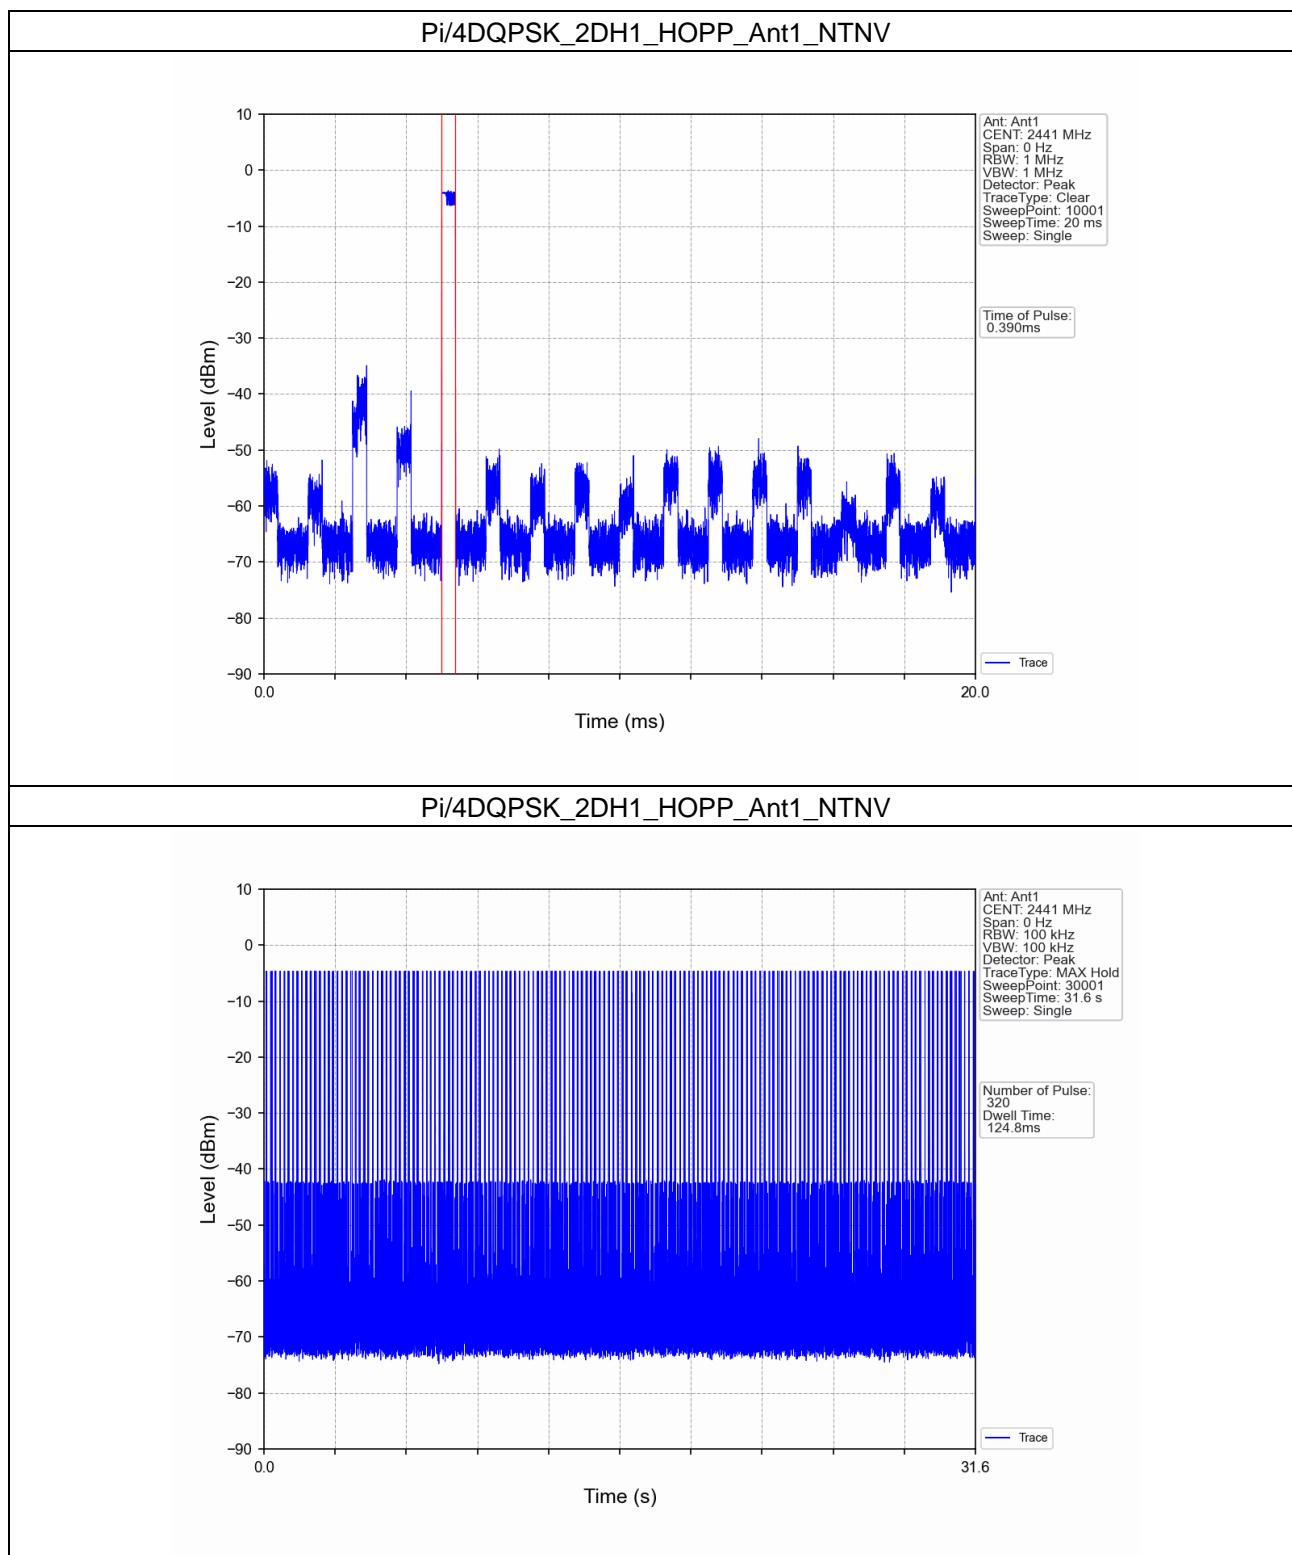 Pi/4DQPSK_2DH1_HOPP_Ant1_NTNV
10
0
−10
−20
−30
−40
−50
−60
−70
−80
−90
Level (dBm)
0.0
20.0
Time (ms)
Ant: Ant1
CENT: 2441 MHz
Span: 0 Hz
RBW: 1 MHz
VBW: 1 MHz
Detector: Peak
TraceType: Clear
SweepPoint: 10001
SweepTime: 20 ms
Sweep: Single
Time of Pulse:
0.390ms
Trace
Pi/4DQPSK_2DH1_HOPP_Ant1_NTNV
10
0
−10
−20
−30
−40
−50
−60
−70
−80
−90
Level (dBm)
0.0
31.6
Time (s)
Ant: Ant1
CENT: 2441 MHz
Span: 0 Hz
RBW: 100 kHz
VBW: 100 kHz
Detector: Peak
TraceType: MAX Hold
SweepPoint: 30001
SweepTime: 31.6 s
Sweep: Single
Number of Pulse:
320
Dwell Time:
124.8ms
Trace